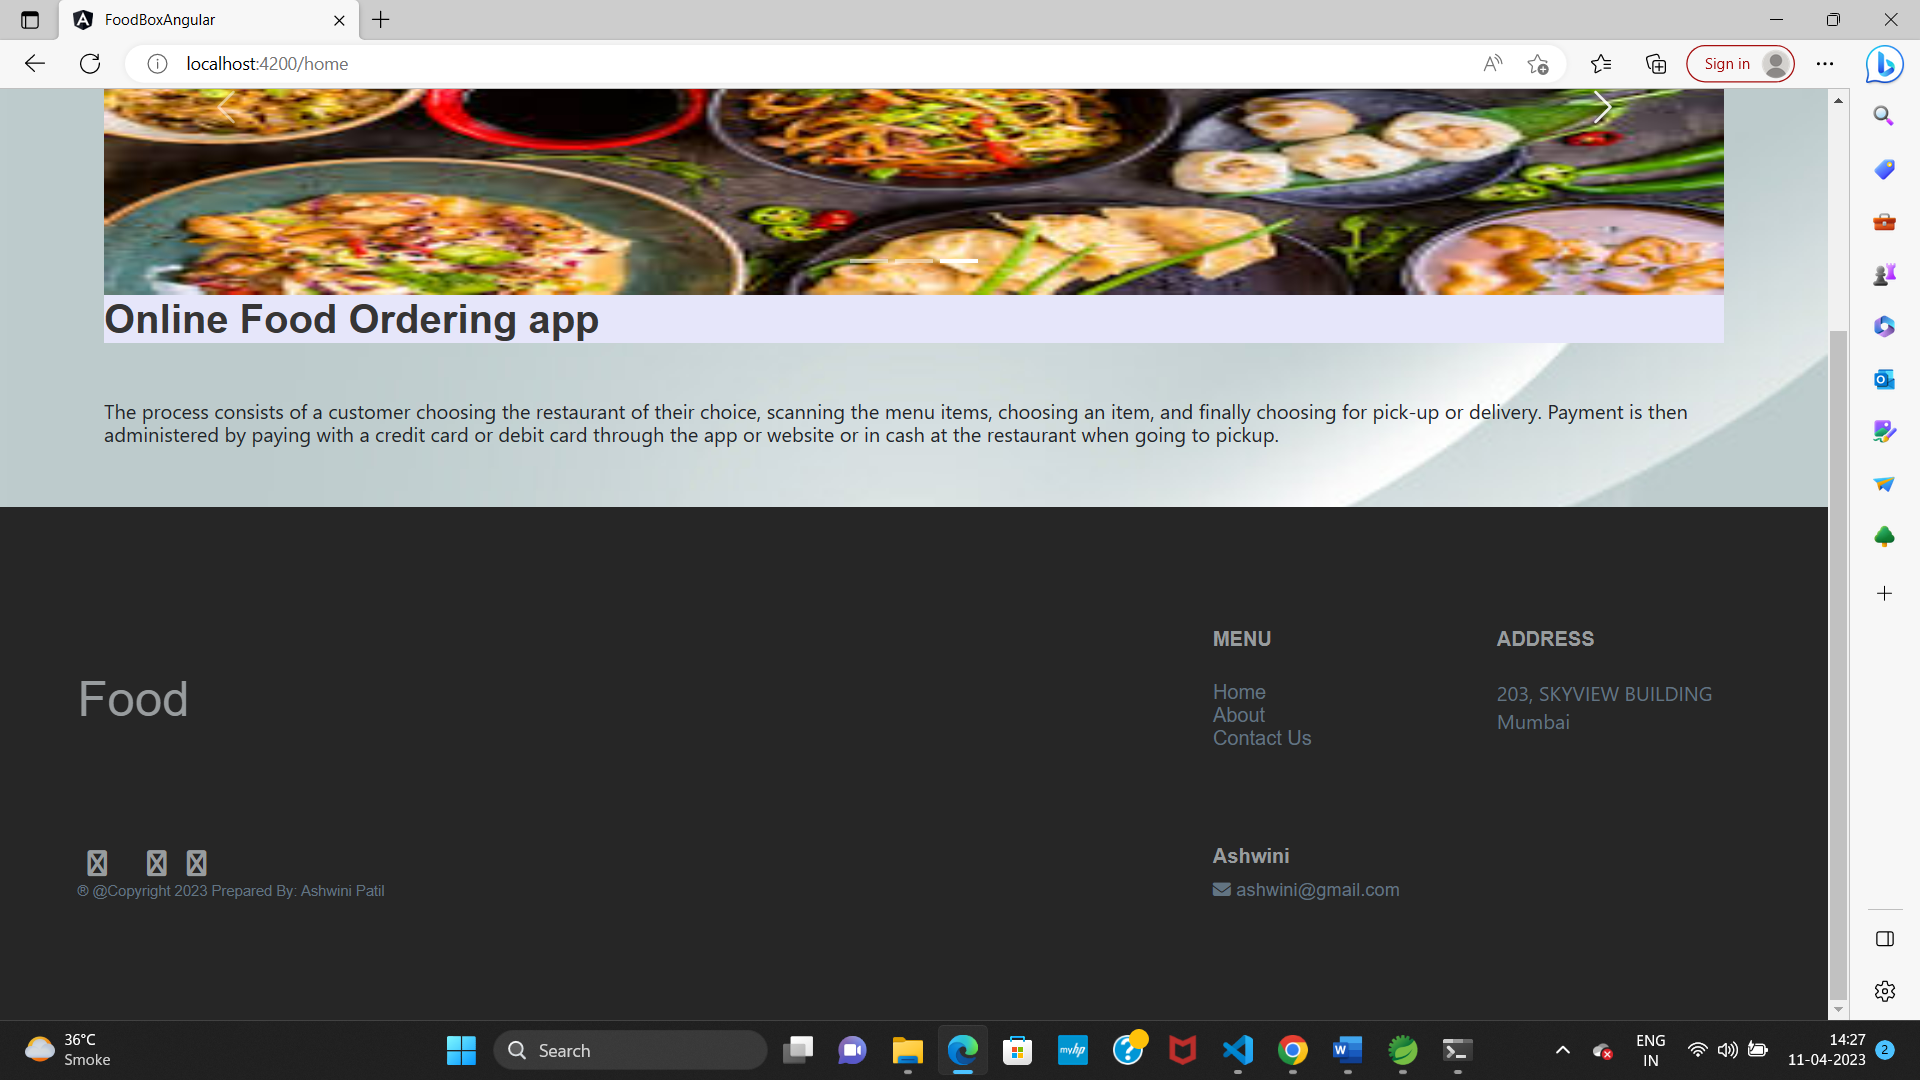 FoodBoxAngular
localhost:4200/home
Sign in
Online Food Ordering app
The process consists of a customer choosing the restaurant of their choice, scanning the menu items, choosing an item, and finally choosing for pick-up or delivery. Payment is then
administered by paying with a credit card or debit card through the app or website or in cash at the restaurant when going to pickup.
Food
MENU
Home
About
Contact Us
ADDRESS
203, SKYVIEW BUILDING
Mumbai
® @Copyright 2023 Prepared By: Ashwini Patil
Ashwini
ashwini@gmail.com
36°C
Smoke
Search
myhp
ENG
IN
14:27
11-04-2023
2